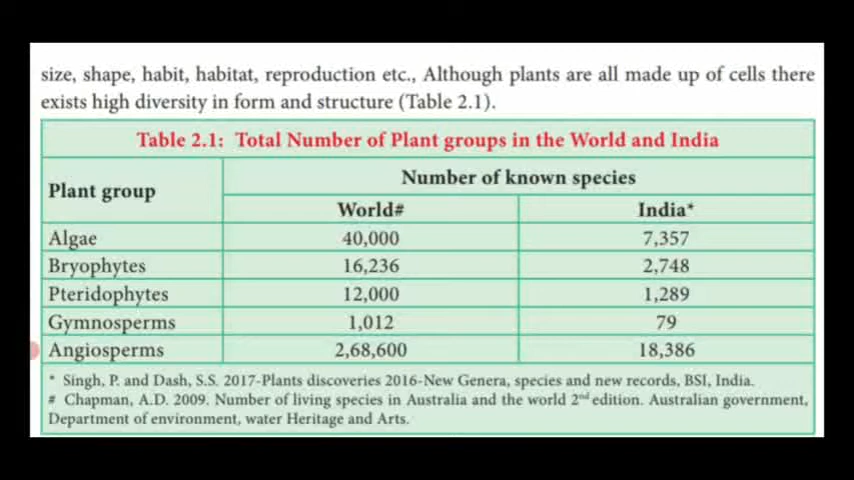 size, shape, habit, habitat, reproduction etc., Although plants are all made up of cells there
exists high diversity in form and structure (Table 2.1).
Table 2.1: Total Number of Plant groups in the World and India
Plant group
Number of known species
World# India*
Algae 40,000 7,357
Bryophytes 16,236 2,748
Pteridophytes 12,000 1,289
Gymnosperms 1,012 79
Angiosperms 2,68,600 18,386
* Singh, P. and Dash, S.S. 2017-Plants discoveries 2016-New Genera, species and new records, BSI, India.
# Chapman, A.D. 2009. Number of living species in Australia and the world 2nd edition. Australian government,
Department of environment, water Heritage and Arts.